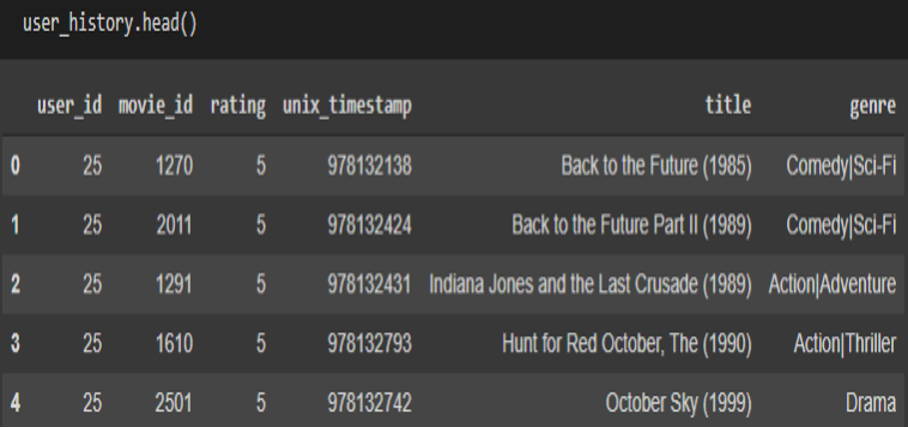 user_history.head()
user_id movie_id rating unix_timestamp title genre
0 25 1270 5 978132138 Back to the Future (1985) Comedy|Sci-Fi
1 25 2011 5 978132424 Back to the Future Part II (1989) Comedy|Sci-Fi
2 25 1291 5 978132431 Indiana Jones and the Last Crusade (1989) Action|Adventure
3 25 1610 5 978132793 Hunt for Red October, The (1990) Action|Thriller
4 25 2501 5 978132742 October Sky (1999) Drama